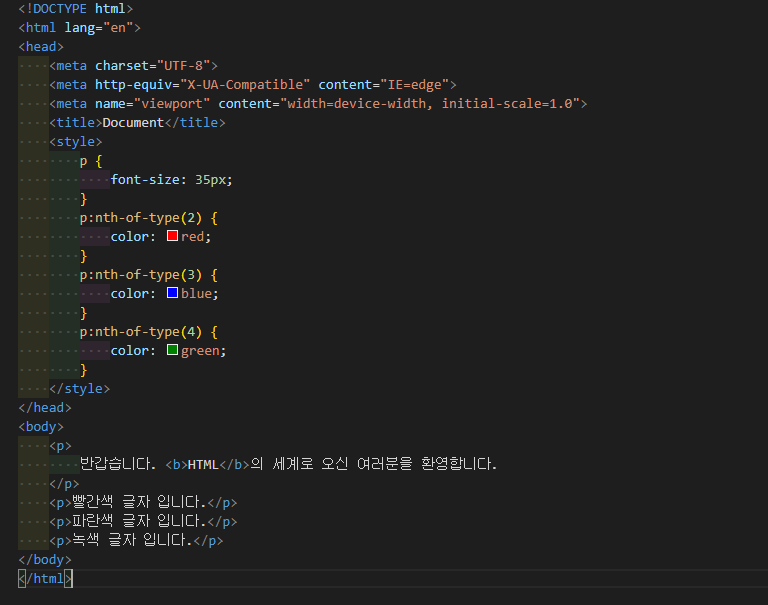 <!DOCTYPE html>
<html lang="en">
<head>
    <meta charset="UTF-8">
    <meta http-equiv="X-UA-Compatible" content="IE=edge">
    <meta name="viewport" content="width=device-width, initial-scale=1.0">
    <title>Document</title>
    <style>
        p {
            font-size: 35px;
        }
        p:nth-of-type(2) {
            color: red;
        }
        p:nth-of-type(3) {
            color: blue;
        }
        p:nth-of-type(4) {
            color: green;
        }
    </style>
</head>
<body>
    <p>
        반갑습니다. <b>HTML</b>의 세계로 오신 여러분을 환영합니다.
    </p>
    <p>빨간색 글자 입니다.</p>
    <p>파란색 글자 입니다.</p>
    <p>녹색 글자 입니다.</p>
</body>
</html>